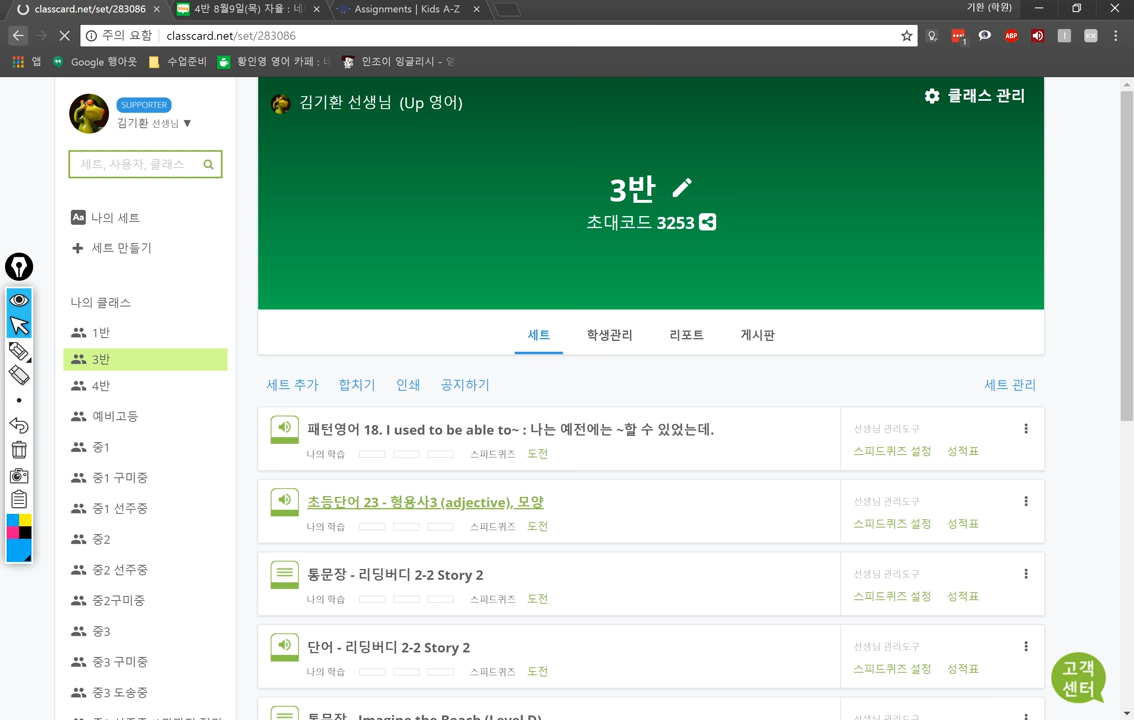 classcard.net/set/283086
4반 8월9일(목) 자율 : 네
Assignments | Kids A-Z
기환 (학원)
주의 요함 classcard.net/set/283086
1
ABP
앱
Google 행아웃
수업준비
황인영 영어 카페 : 네
인조이 잉글리시 - 영
SUPPORTER
김기환 선생님 ▼
세트, 사용자, 클래스
Aa 나의 세트
세트 만들기
나의 클래스
1반
3반
4반
예비고등
중1
중1 구미중
중1 선주중
중2
중2 선주중
중2구미중
중3
중3 구미중
중3 도송중
김기환 선생님 (Up 영어)
클래스 관리
3반
초대코드 3253
세트 학생관리 리포트 게시판
세트 추가 합치기 인쇄 공지하기 세트 관리
패턴영어 18. I used to be able to~ : 나는 예전에는 ~할 수 있었는데.
나의 학습 스피드퀴즈 도전
선생님 관리도구
스피드퀴즈 설정 성적표
초등단어 23 - 형용사3 (adjective), 모양
나의 학습 스피드퀴즈 도전
선생님 관리도구
스피드퀴즈 설정 성적표
통문장 - 리딩버디 2-2 Story 2
나의 학습 스피드퀴즈 도전
선생님 관리도구
스피드퀴즈 설정 성적표
단어 - 리딩버디 2-2 Story 2
나의 학습 스피드퀴즈 도전
선생님 관리도구
스피드퀴즈 설정 성적표
통문장 - Imagine the Beach (Level D)
고객
센터